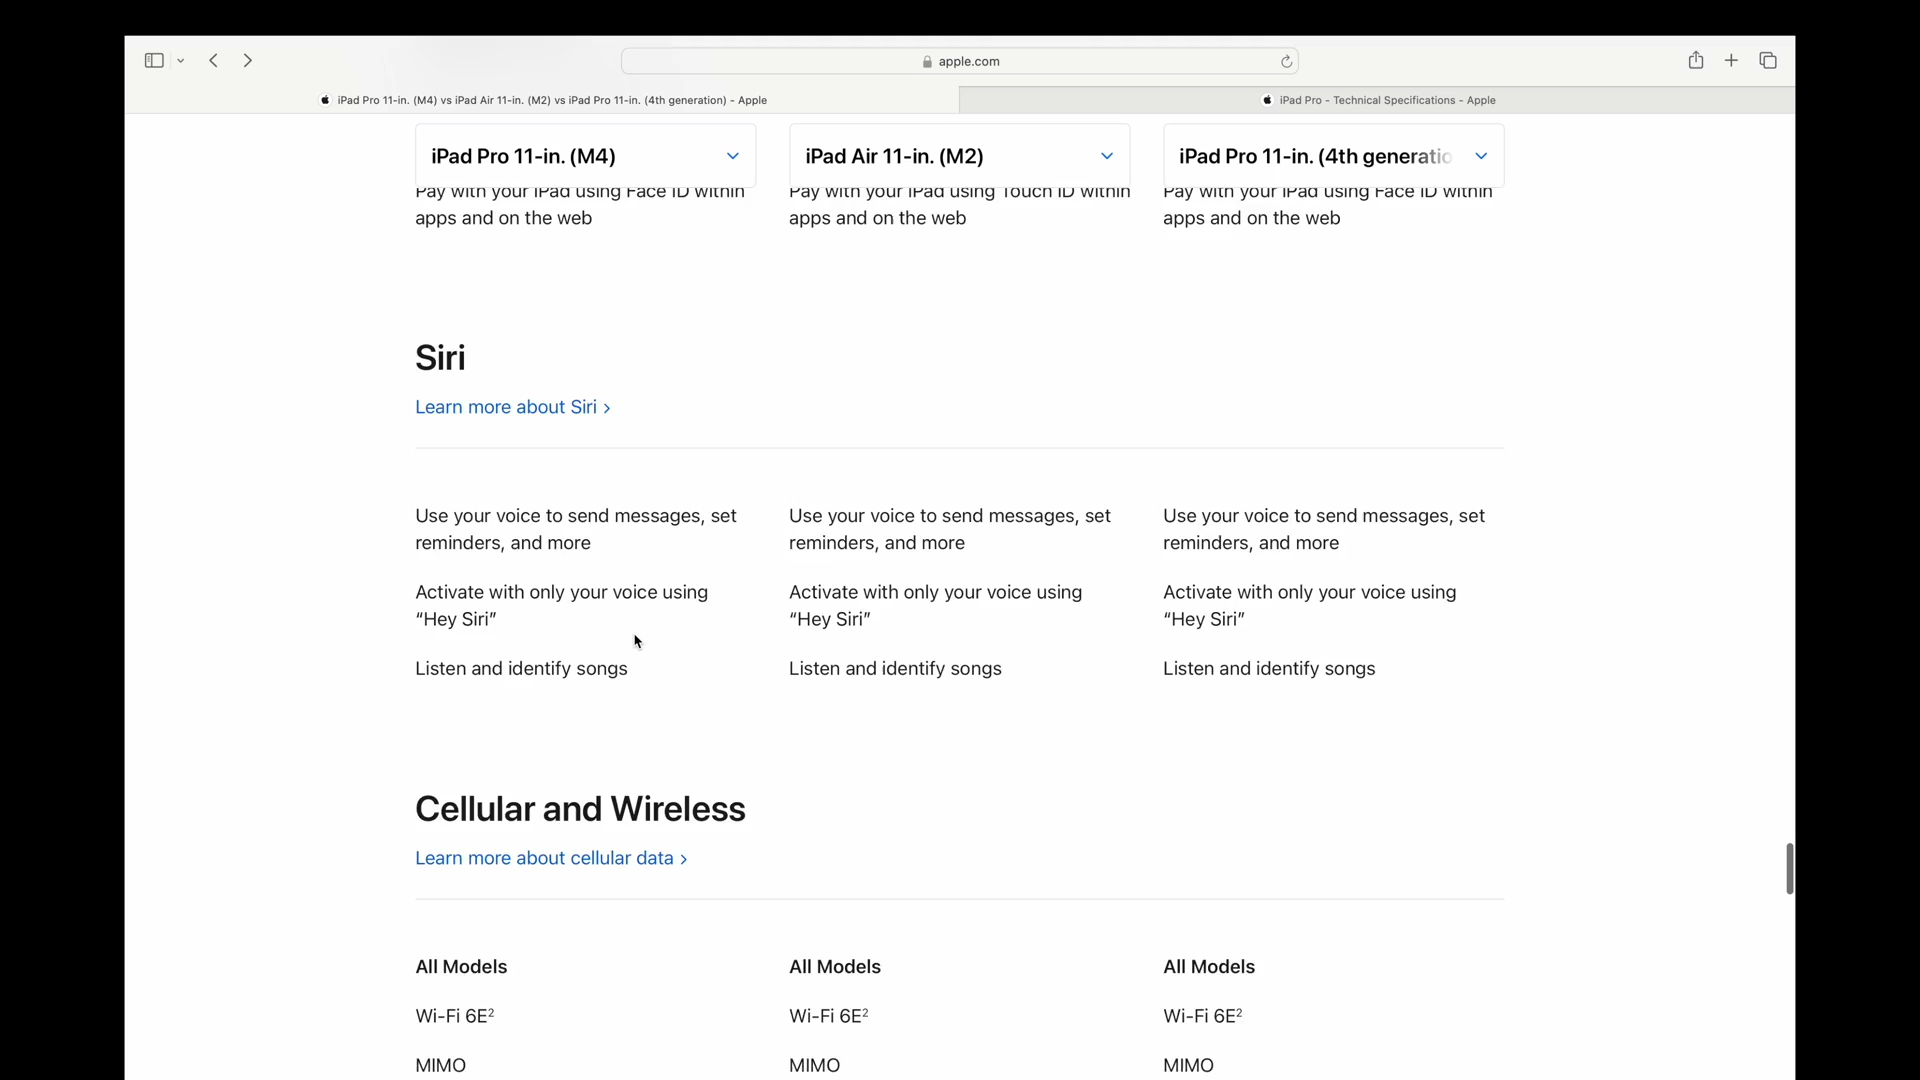 apple.com
iPad Pro 11-in. (M4) vs iPad Air 11-in. (M2) vs iPad Pro 11-in. (4th generation) - Apple
iPad Pro - Technical Specifications - Apple
iPad Pro 11-in. (M4)
iPad Air 11-in. (M2)
iPad Pro 11-in. (4th generatio
Pay with your iPad using Face ID within
apps and on the web
Pay with your iPad using Touch ID within
apps and on the web
Pay with your iPad using Face ID within
apps and on the web
Siri
Learn more about Siri >
Use your voice to send messages, set
reminders, and more
Activate with only your voice using
“Hey Siri”
Listen and identify songs
Use your voice to send messages, set
reminders, and more
Activate with only your voice using
“Hey Siri”
Listen and identify songs
Use your voice to send messages, set
reminders, and more
Activate with only your voice using
“Hey Siri”
Listen and identify songs
Cellular and Wireless
Learn more about cellular data >
All Models
Wi-Fi 6E²
MIMO
All Models
Wi-Fi 6E²
MIMO
All Models
Wi-Fi 6E²
MIMO